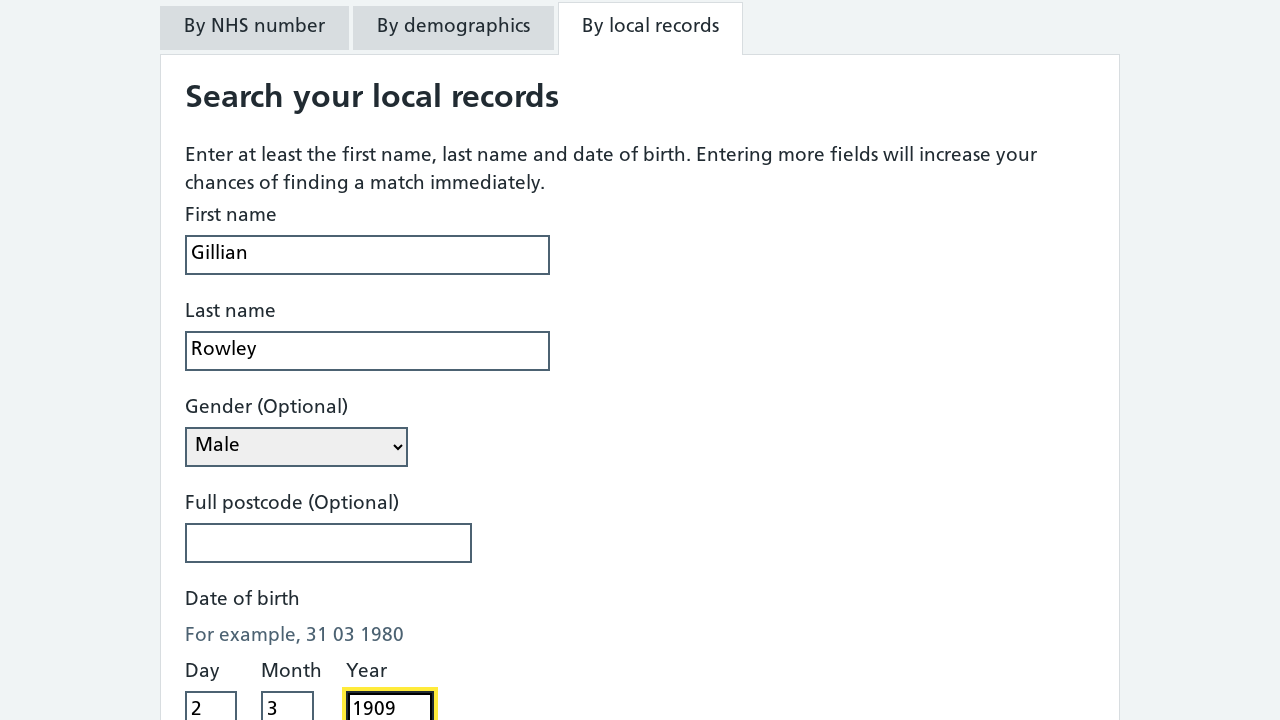 By NHS number
By demographics
By local records
Search your local records
Enter at least the first name, last name and date of birth. Entering more fields will increase your
chances of finding a match immediately.
First name
Gillian
Last name
Rowley
Gender (Optional)
Male
Full postcode (Optional)
Date of birth
For example, 31 03 1980
Day Month Year
2 3 1909